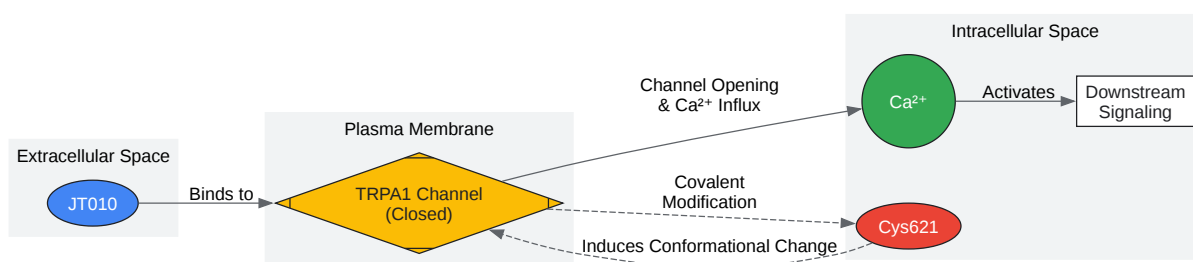 Extracellular Space
JT010
Binds to
Plasma Membrane
TRPA1 Channel
(Closed)
Channel Opening
& Ca²⁺ Influx
Covalent
Modification
Induces Conformational Change
Intracellular Space
Ca²⁺
Activates
Downstream
Signaling
Cys621